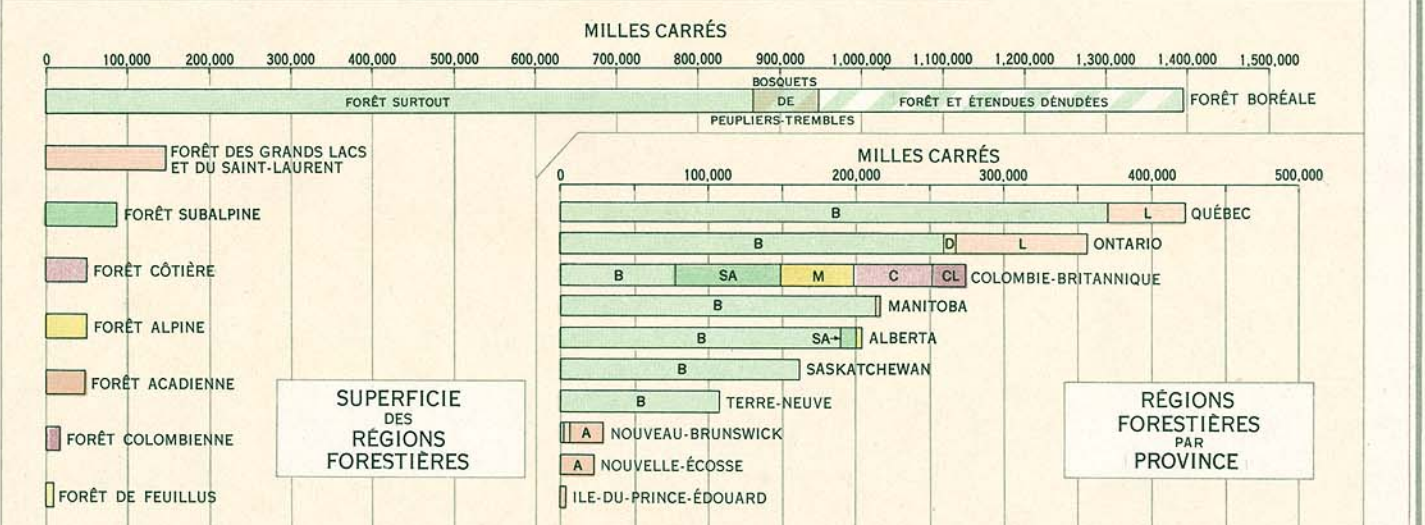 MILLES CARRÉS
0 100,000 200,000 300,000 400,000 500,000 600,000 700,000 800,000 900,000 1,000,000 1,100,000 1,200,000 1,300,000 1,400,000 1,500,000
FORÊT SURTOUT
BOSQUETS
DE
PEUPLIERS-TREMBLES
FORÊT ET ÉTENDUES DÉNUDÉES
FORÊT BORÉALE
FORÊT DES GRANDS LACS
ET DU SAINT-LAURENT
FORÊT SUBALPINE
FORÊT CÔTIÈRE
FORÊT ALPINE
FORÊT ACADIENNE
FORÊT COLOMBIENNE
FORÊT DE FEUILLUS
SUPERFICIE
DES
RÉGIONS
FORESTIÈRES
MILLES CARRÉS
0 100,000 200,000 300,000 400,000 500,000
B L QUÉBEC
B D L ONTARIO
B SA M C CL COLOMBIE-BRITANNIQUE
B MANITOBA
B SA ALBERTA
B SASKATCHEWAN
B TERRE-NEUVE
A NOUVEAU-BRUNSWICK
A NOUVELLE-ÉCOSSE
ILE-DU-PRINCE-ÉDOUARD
RÉGIONS
FORESTIÈRES
PAR
PROVINCE